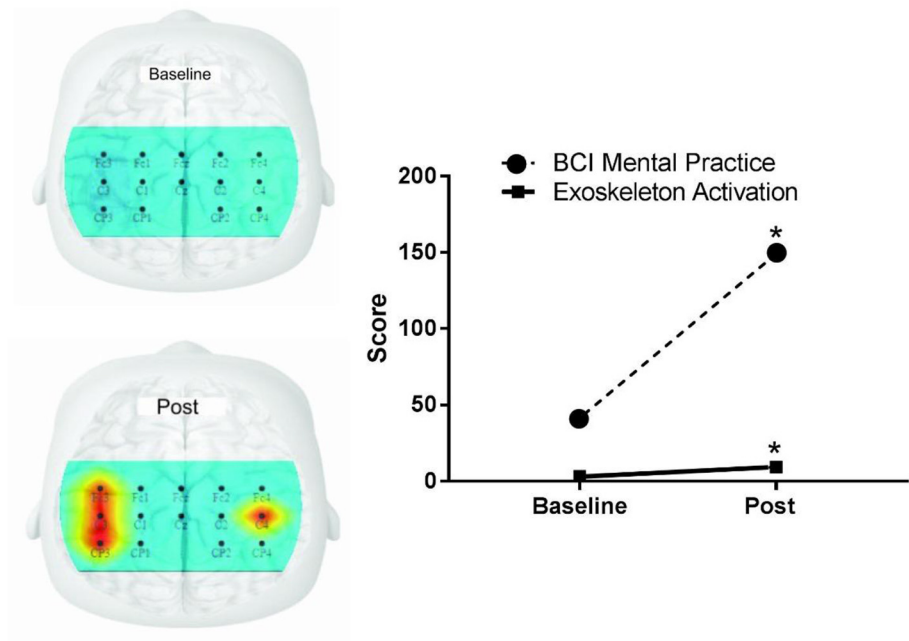 Baseline
Fc3 Fc1 Fcz Fc2 Fc4
C3 C1 Cz C2 C4
CP3 CP1 CP2 CP4
Post
Fc3 Fc1 Fcz Fc2 Fc4
C3 C1 Cz C2 C4
CP3 CP1 CP2 CP4
BCI Mental Practice
Exoskeleton Activation
Score
200
150
100
50
0
*
*
Baseline Post